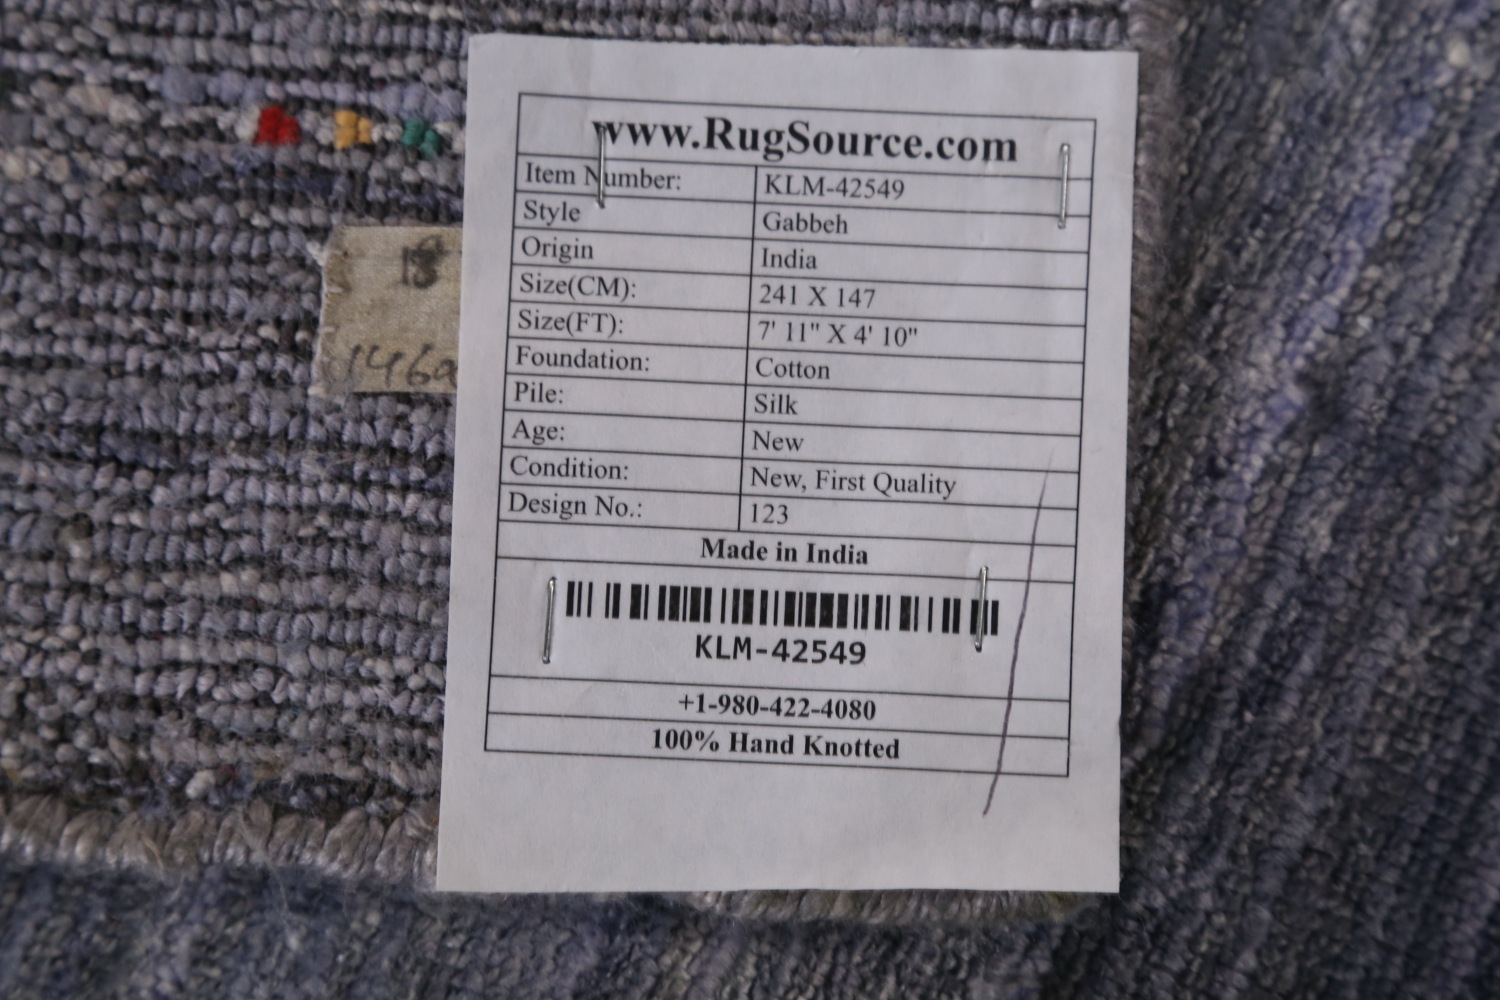 www.RugSource.com
Item Number: KLM-42549
Style Gabbeh
Origin India
Size(CM): 241 X 147
Size(FT): 7' 11" X 4' 10"
Foundation: Cotton
Pile: Silk
Age: New
Condition: New, First Quality
Design No.: 123
Made in India
KLM-42549
+1-980-422-4080
100% Hand Knotted